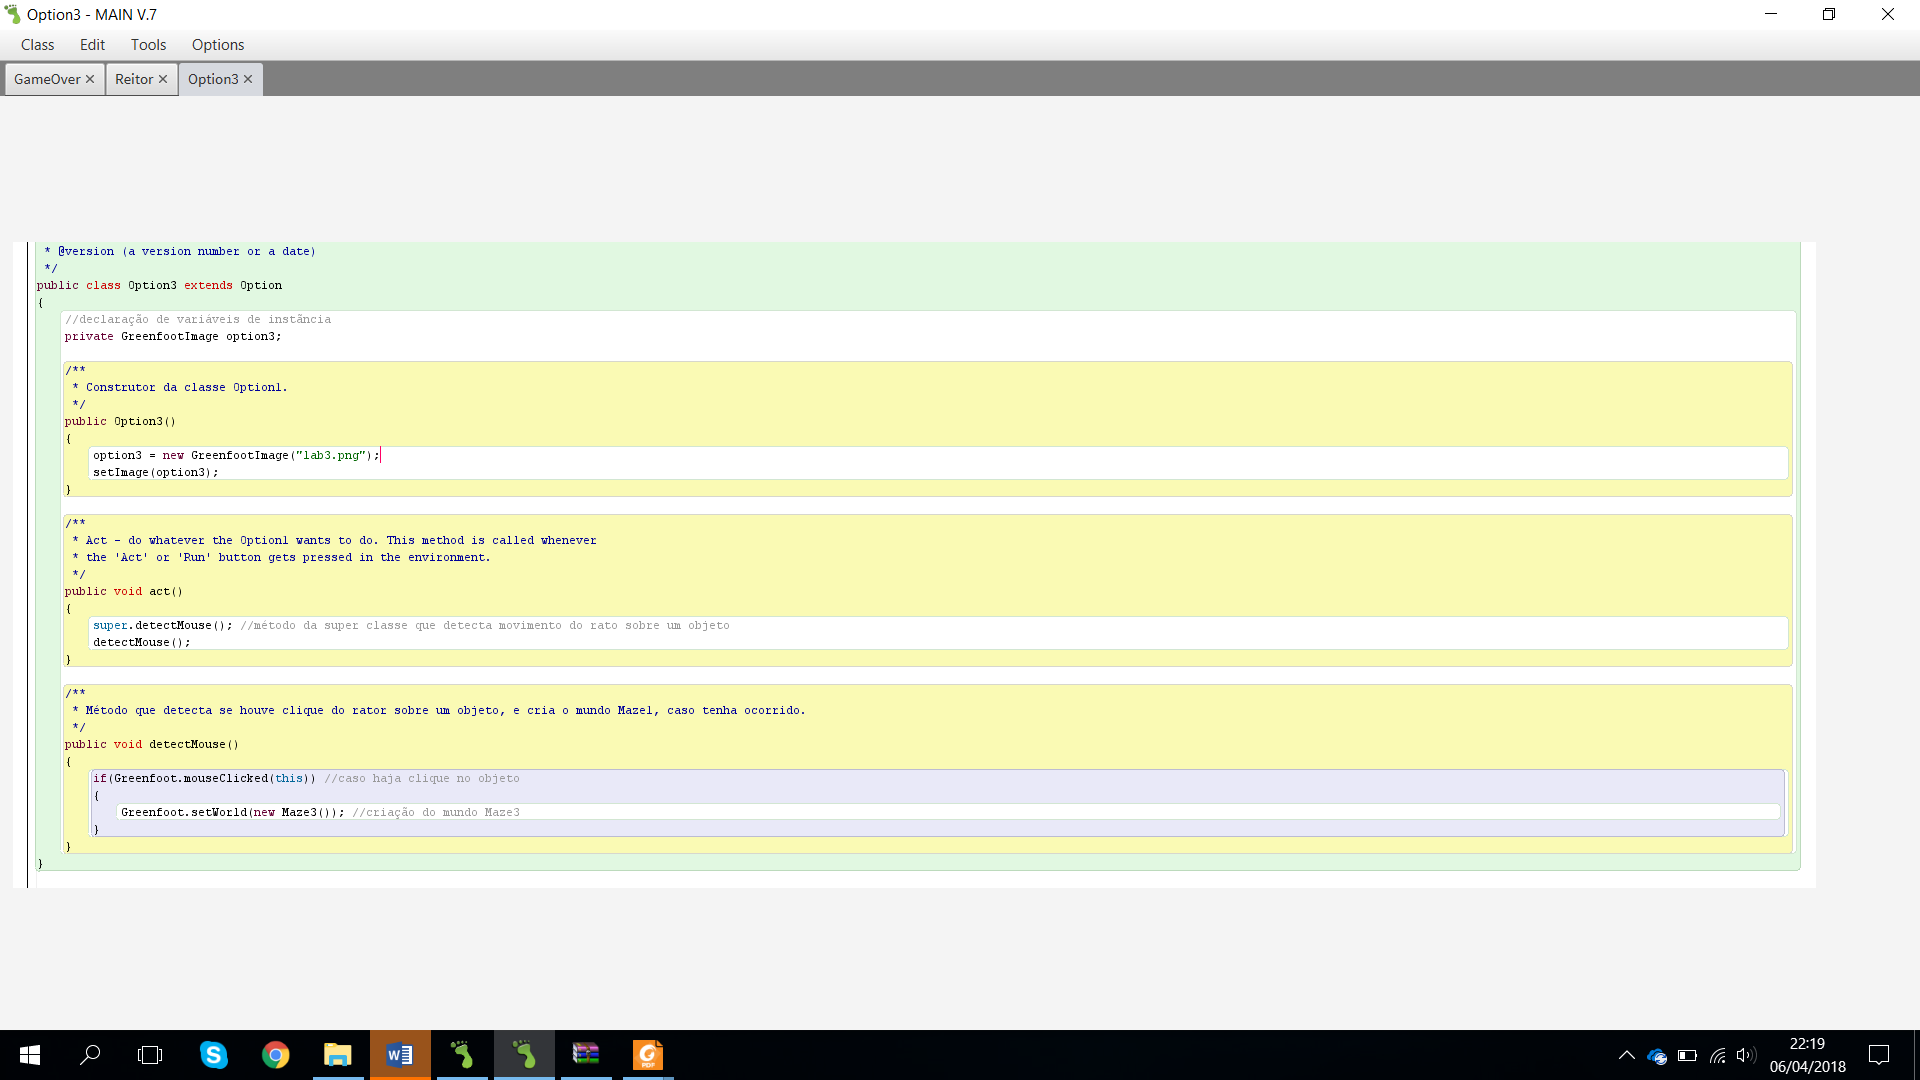 Option3 - MAIN V.7
Class Edit Tools Options
GameOver Reitor Option3
* @version (a version number or a date)
*/
public class Option3 extends Option
{
//declaração de variáveis de instância
private GreenfootImage option3;
/**
* Construtor da classe Option1.
*/
public Option3()
{
option3 = new GreenfootImage("lab3.png");
setImage(option3);
}
/**
* Act - do whatever the Option1 wants to do. This method is called whenever
* the 'Act' or 'Run' button gets pressed in the environment.
*/
public void act()
{
super.detectMouse(); //método da super classe que detecta movimento do rato sobre um objeto
detectMouse();
}
/**
* Método que detecta se houve clique do rator sobre um objeto, e cria o mundo Maze1, caso tenha ocorrido.
*/
public void detectMouse()
{
if(Greenfoot.mouseClicked(this)) //caso haja clique no objeto
{
Greenfoot.setWorld(new Maze3()); //criação do mundo Maze3
}
}
}
22:19
06/04/2018